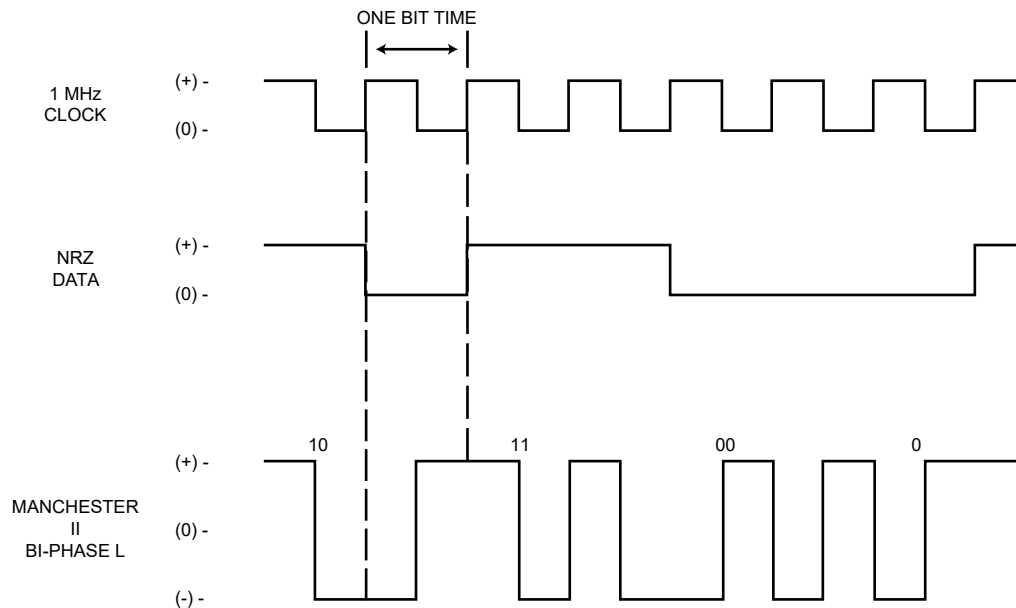 ONE BIT TIME
1 MHz
CLOCK
(+) -
(0) -
NRZ
DATA
(+) -
(0) -
10
11
00
0
MANCHESTER
II
BI-PHASE L
(+) -
(0) -
(-) -